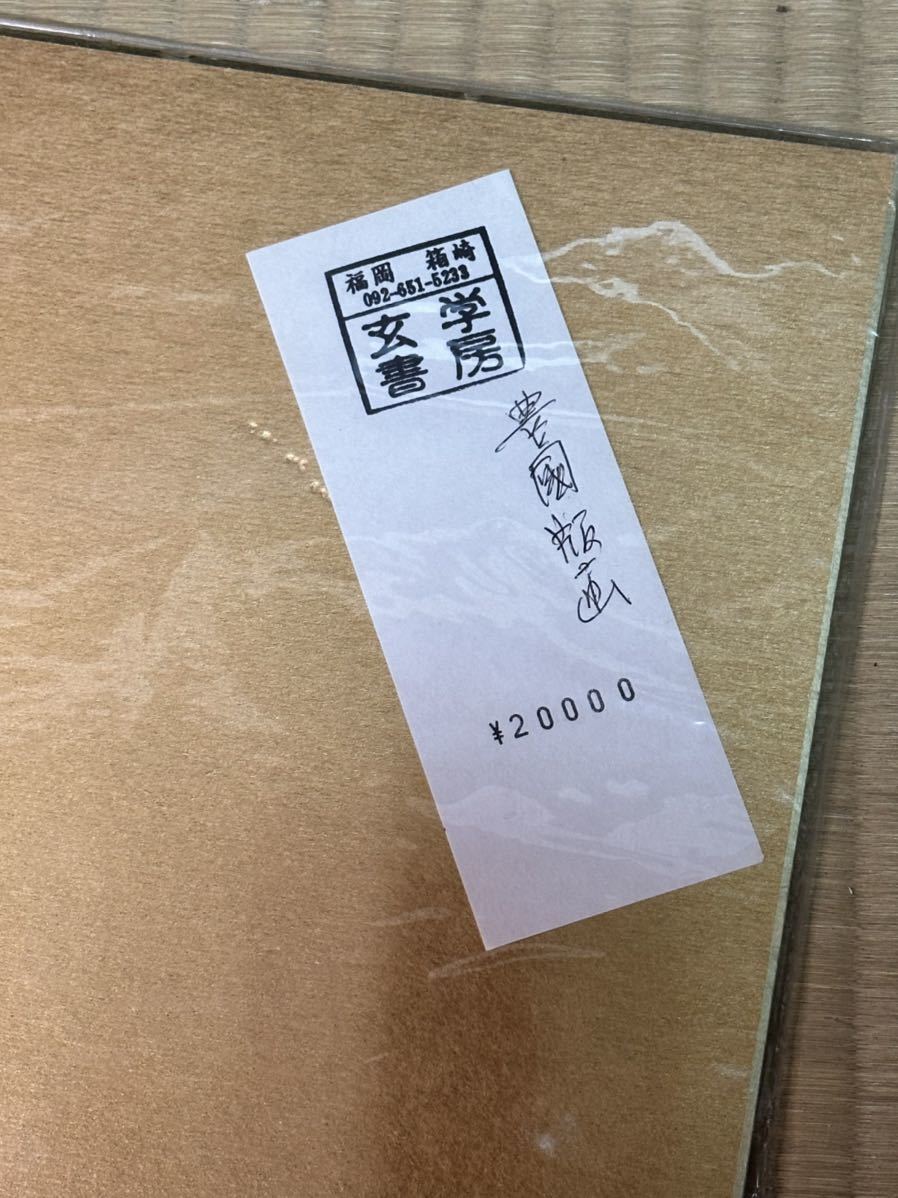 福岡 箱崎
092-651-5233
学房
玄書
豊國版画
¥20000